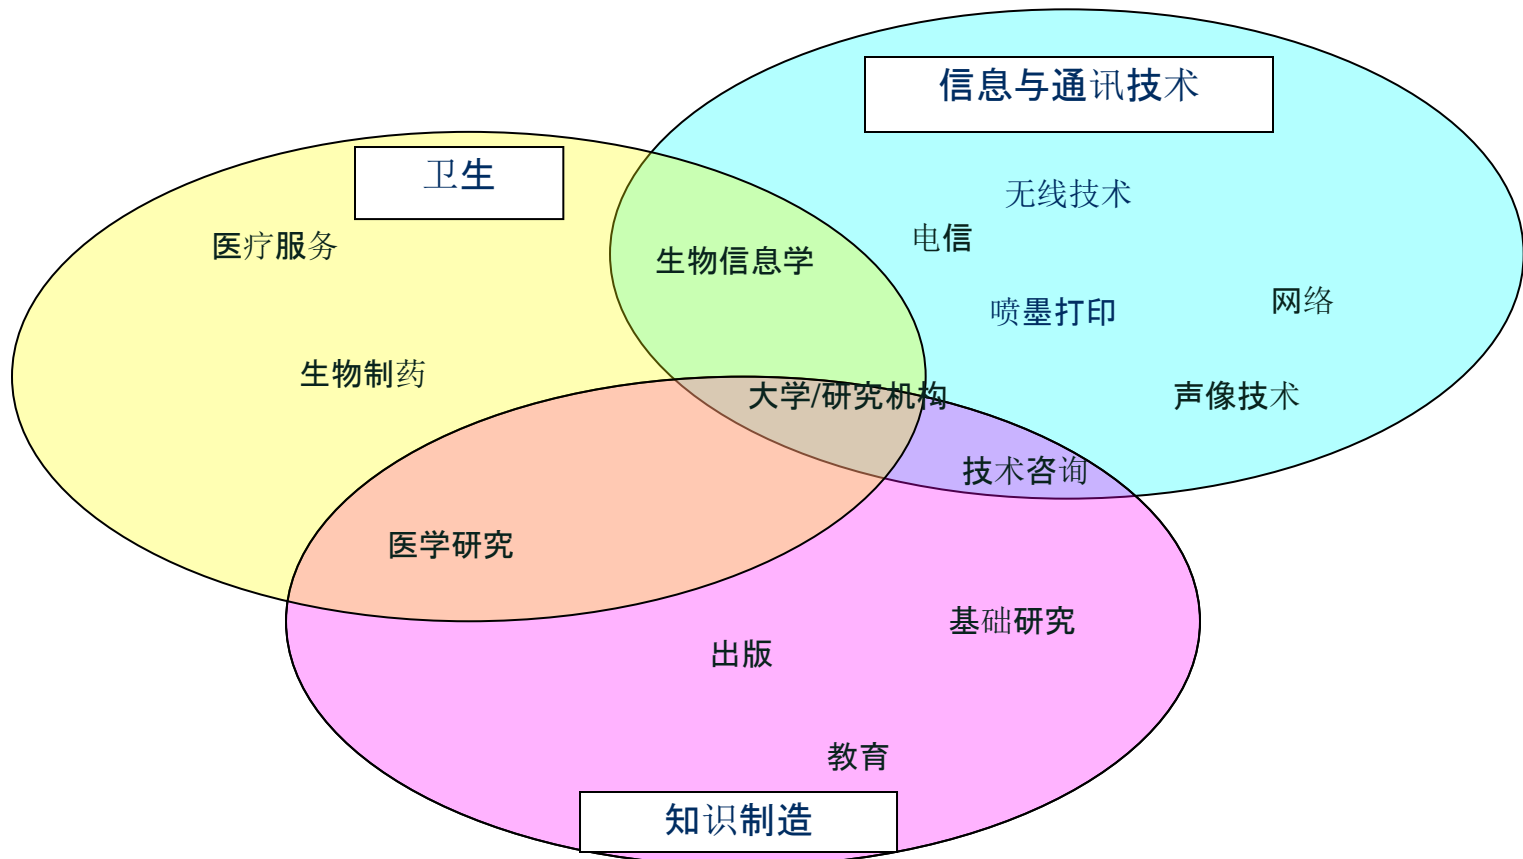 信息与通讯技术
卫生
无线技术
医疗服务
电信
生物信息学
网络
喷墨打印
生物制药
大学/研究机构
声像技术
技术咨询
医学研究
基础研究
出版
教育
知识制造